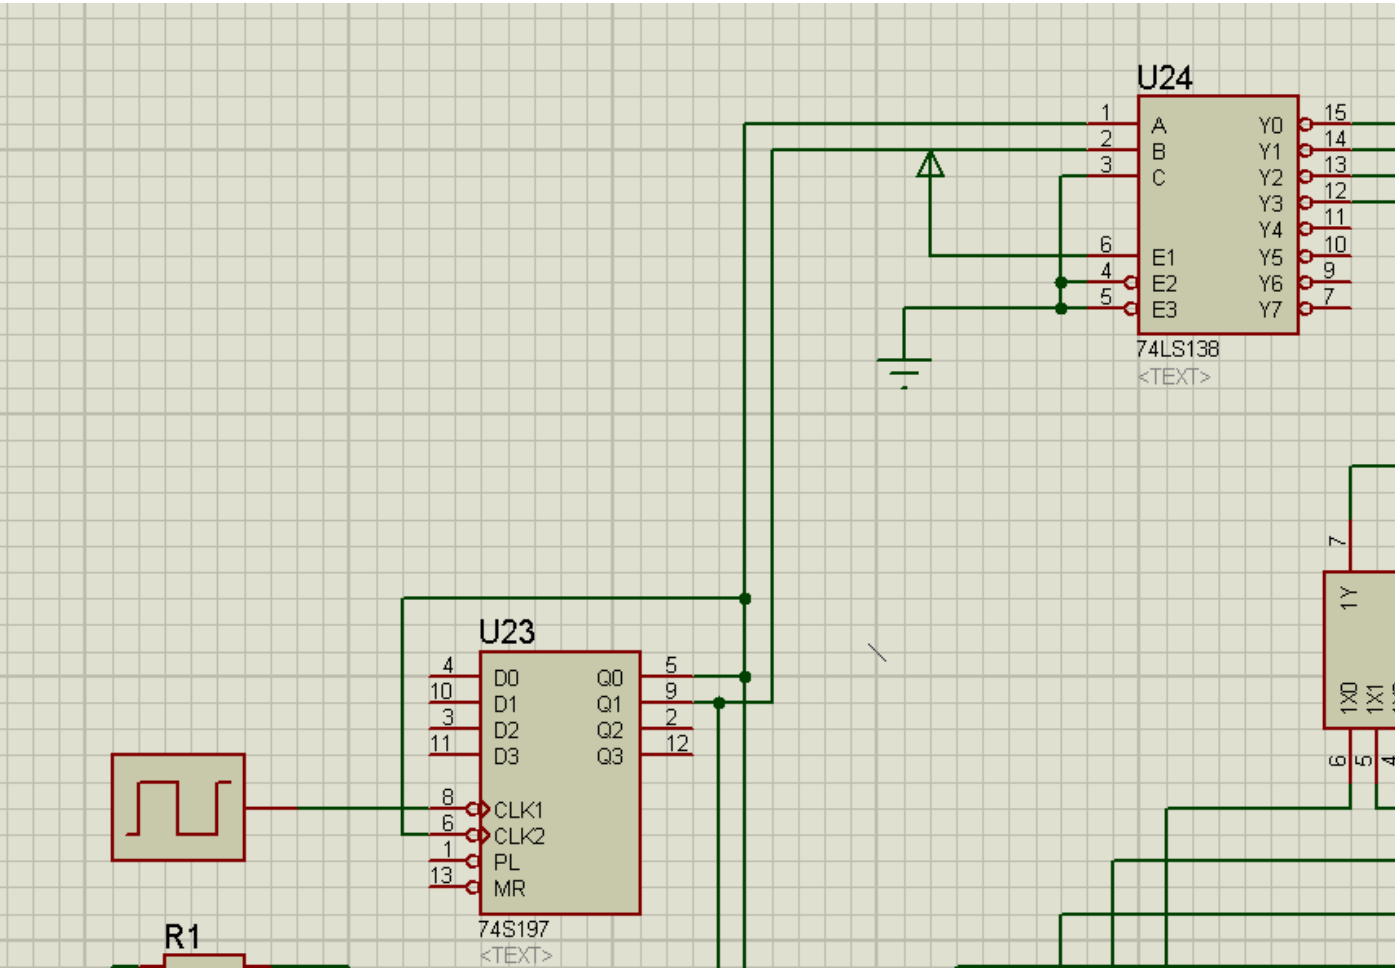 U24
1 A Y0 15
2 B Y1 14
3 C Y2 13
Y3 12
Y4 11
6 E1 Y5 10
4 E2 Y6 9
5 E3 Y7 7
74LS138
<TEXT>
7
1Y
U23
4 D0 Q0 5
10 D1 Q1 9
3 D2 Q2 2
11 D3 Q3 12
1X0
1X1
8 CLK1
6 CLK2
1 PL
13 MR
6
5
4
74S197
<TEXT>
R1